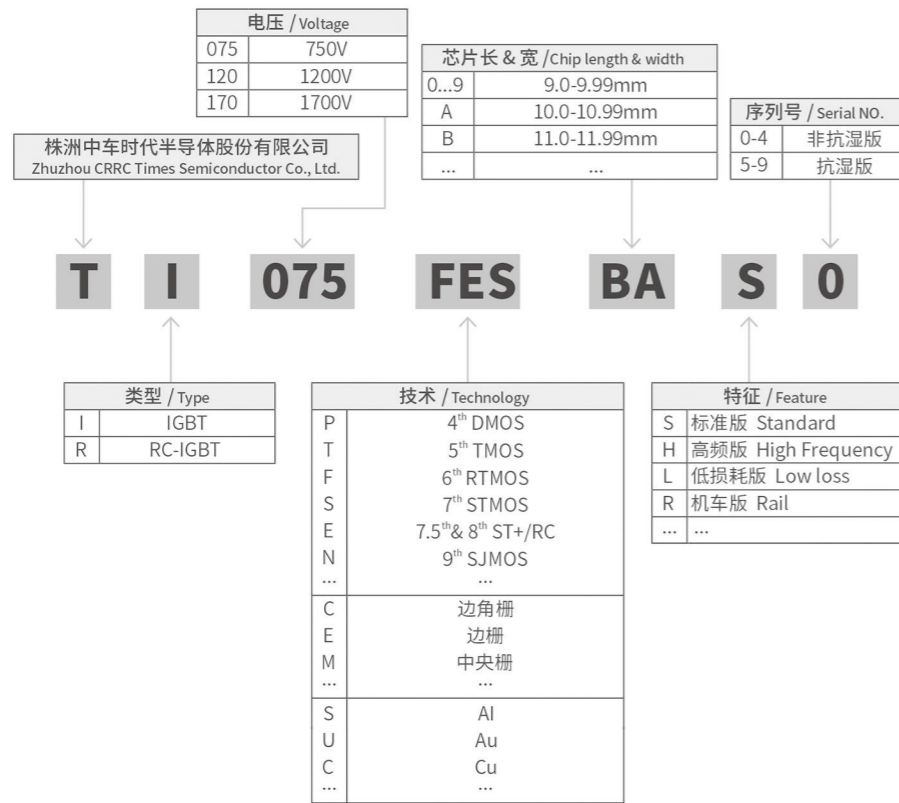 电压 / Voltage
075 750V
120 1200V
170 1700V
芯片长 & 宽 /Chip length & width
0...9 9.0-9.99mm
A 10.0-10.99mm
B 11.0-11.99mm
... ...
序列号 / Serial NO.
0-4 非抗湿版
5-9 抗湿版
株洲中车时代半导体股份有限公司
Zhuzhou CRRC Times Semiconductor Co., Ltd.
T I 075 FES BA S 0
类型 / Type
I IGBT
R RC-IGBT
技术 / Technology
P 4th DMOS
T 5th TMOS
F 6th RTMOS
S 7th STMOS
E 7.5th& 8th ST+/RC
N 9th SJMOS
... ...
C 边角栅
E 边栅
M 中央栅
... ...
S Al
U Au
C Cu
... ...
特征 / Feature
S 标准版 Standard
H 高频版 High Frequency
L 低损耗版 Low loss
R 机车版 Rail
... ...